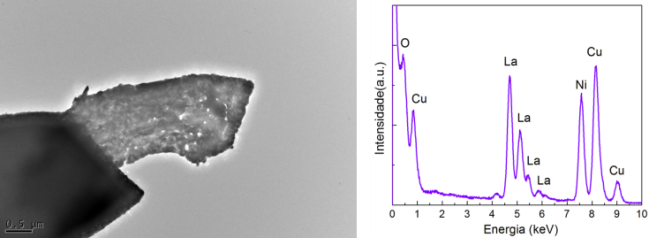 0.5 µm
Intensidade(a.u.)
O
Cu
La
La
La
La
Ni
Cu
Cu
0 1 2 3 4 5 6 7 8 9 10
Energia (keV)